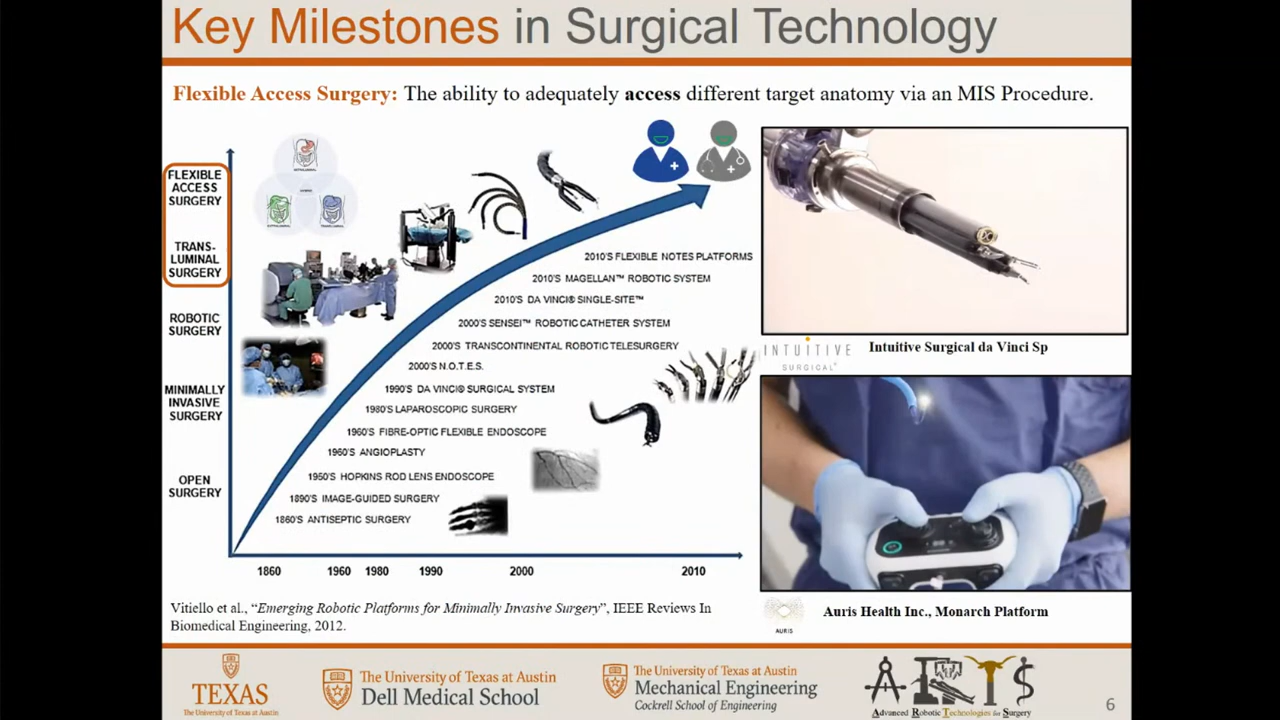 Key Milestones in Surgical Technology
Flexible Access Surgery: The ability to adequately access different target anatomy via an MIS Procedure.
FLEXIBLE
ACCESS
SURGERY
TRANS-
LUMINAL
SURGERY
ROBOTIC
SURGERY
MINIMALLY
INVASIVE
SURGERY
OPEN
SURGERY
2010'S FLEXIBLE NOTES PLATFORMS
2010'S MAGELLAN™ ROBOTIC SYSTEM
2010'S DA VINCI® SINGLE-SITE™
2000'S SENSEI™ ROBOTIC CATHETER SYSTEM
2000'S TRANSCONTINENTAL ROBOTIC TELESURGERY
2000'S N.O.T.E.S.
1990'S DA VINCI® SURGICAL SYSTEM
1980'S LAPAROSCOPIC SURGERY
1960'S FIBRE-OPTIC FLEXIBLE ENDOSCOPE
1960'S ANGIOPLASTY
1950'S HOPKINS ROD LENS ENDOSCOPE
1890'S IMAGE-GUIDED SURGERY
1860'S ANTISEPTIC SURGERY
1860 1960 1980 1990 2000 2010
INTUITIVE
SURGICAL®
Intuitive Surgical da Vinci Sp
AURIS
Auris Health Inc., Monarch Platform
Vitiello et al., “Emerging Robotic Platforms for Minimally Invasive Surgery”, IEEE Reviews In
Biomedical Engineering, 2012.
TEXAS
The University of Texas at Austin
The University of Texas at Austin
Dell Medical School
The University of Texas at Austin
Mechanical Engineering
Cockrell School of Engineering
ARTS
Advanced Robotic Technologies for Surgery
6